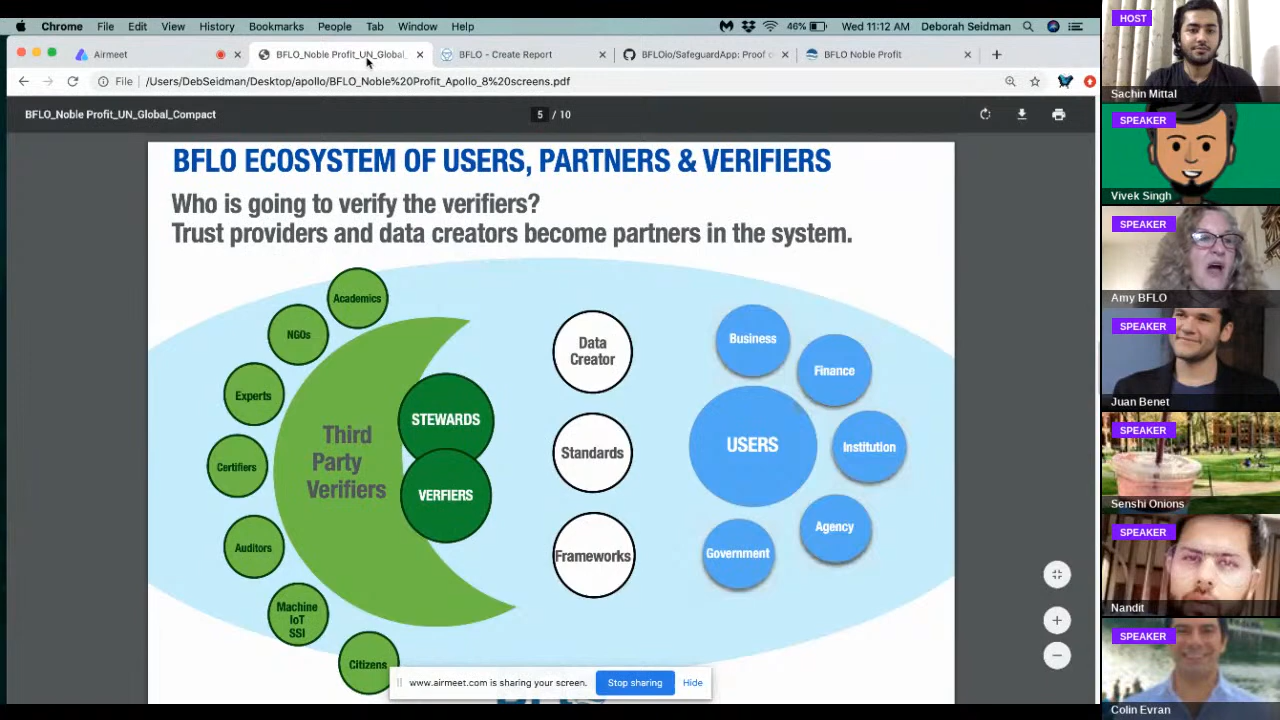 Chrome File Edit View History Bookmarks People Tab Window Help 46% Wed 11:12 AM Deborah Seidman
Airmeet BFLO_Noble Profit_UN_Global_ BFLO - Create Report BFLOio/SafeguardApp: Proof BFLO Noble Profit
File /Users/DebSeidman/Desktop/apollo/BFLO_Noble%20Profit_Apollo_8%20screens.pdf
BFLO_Noble Profit_UN_Global_Compact 5 / 10
BFLO ECOSYSTEM OF USERS, PARTNERS & VERIFIERS
Who is going to verify the verifiers?
Trust providers and data creators become partners in the system.
Academics
NGOs
Experts
Certifiers
Auditors
Machine
IoT
SSI
Citizens
Third
Party
Verifiers
STEWARDS
VERFIERS
Data
Creator
Standards
Frameworks
USERS
Business
Finance
Institution
Agency
Government
www.airmeet.com is sharing your screen. Stop sharing Hide
HOST
Sachin Mittal
SPEAKER
Vivek Singh
SPEAKER
Amy BFLO
SPEAKER
Juan Benet
SPEAKER
Senshi Onions
SPEAKER
Nandit
SPEAKER
Colin Evran